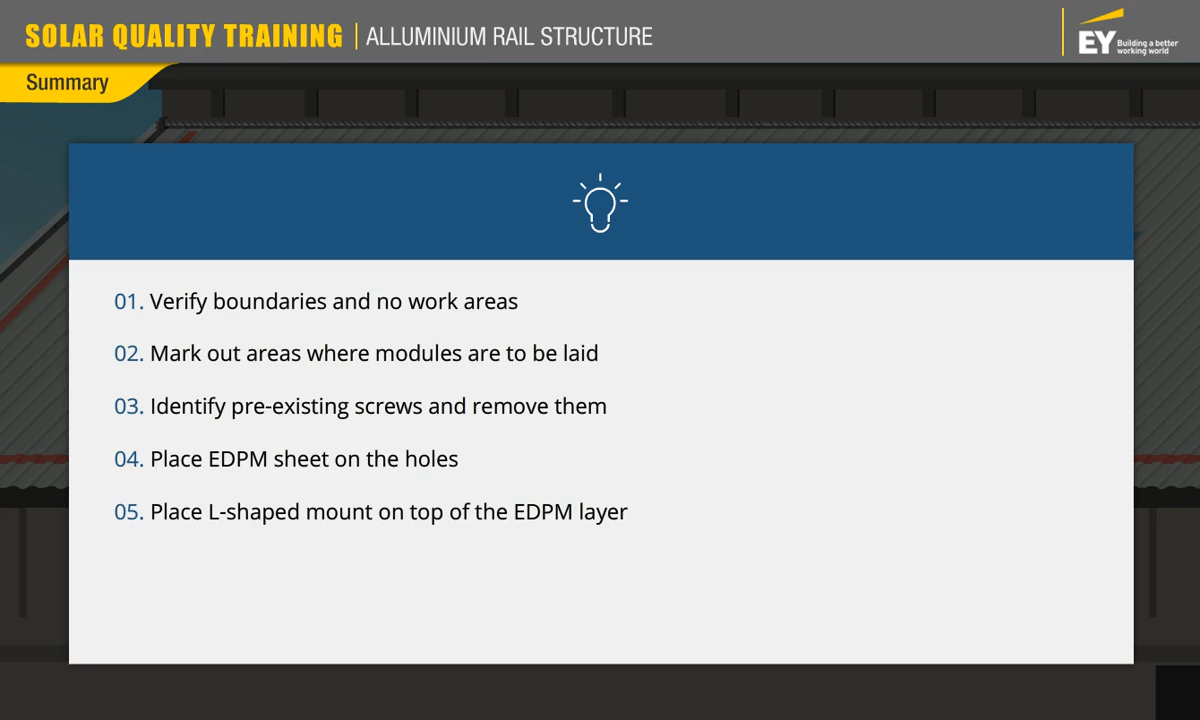 SOLAR QUALITY TRAINING | ALLUMINIUM RAIL STRUCTURE
EY Building a better
working world
Summary
01. Verify boundaries and no work areas
02. Mark out areas where modules are to be laid
03. Identify pre-existing screws and remove them
04. Place EDPM sheet on the holes
05. Place L-shaped mount on top of the EDPM layer